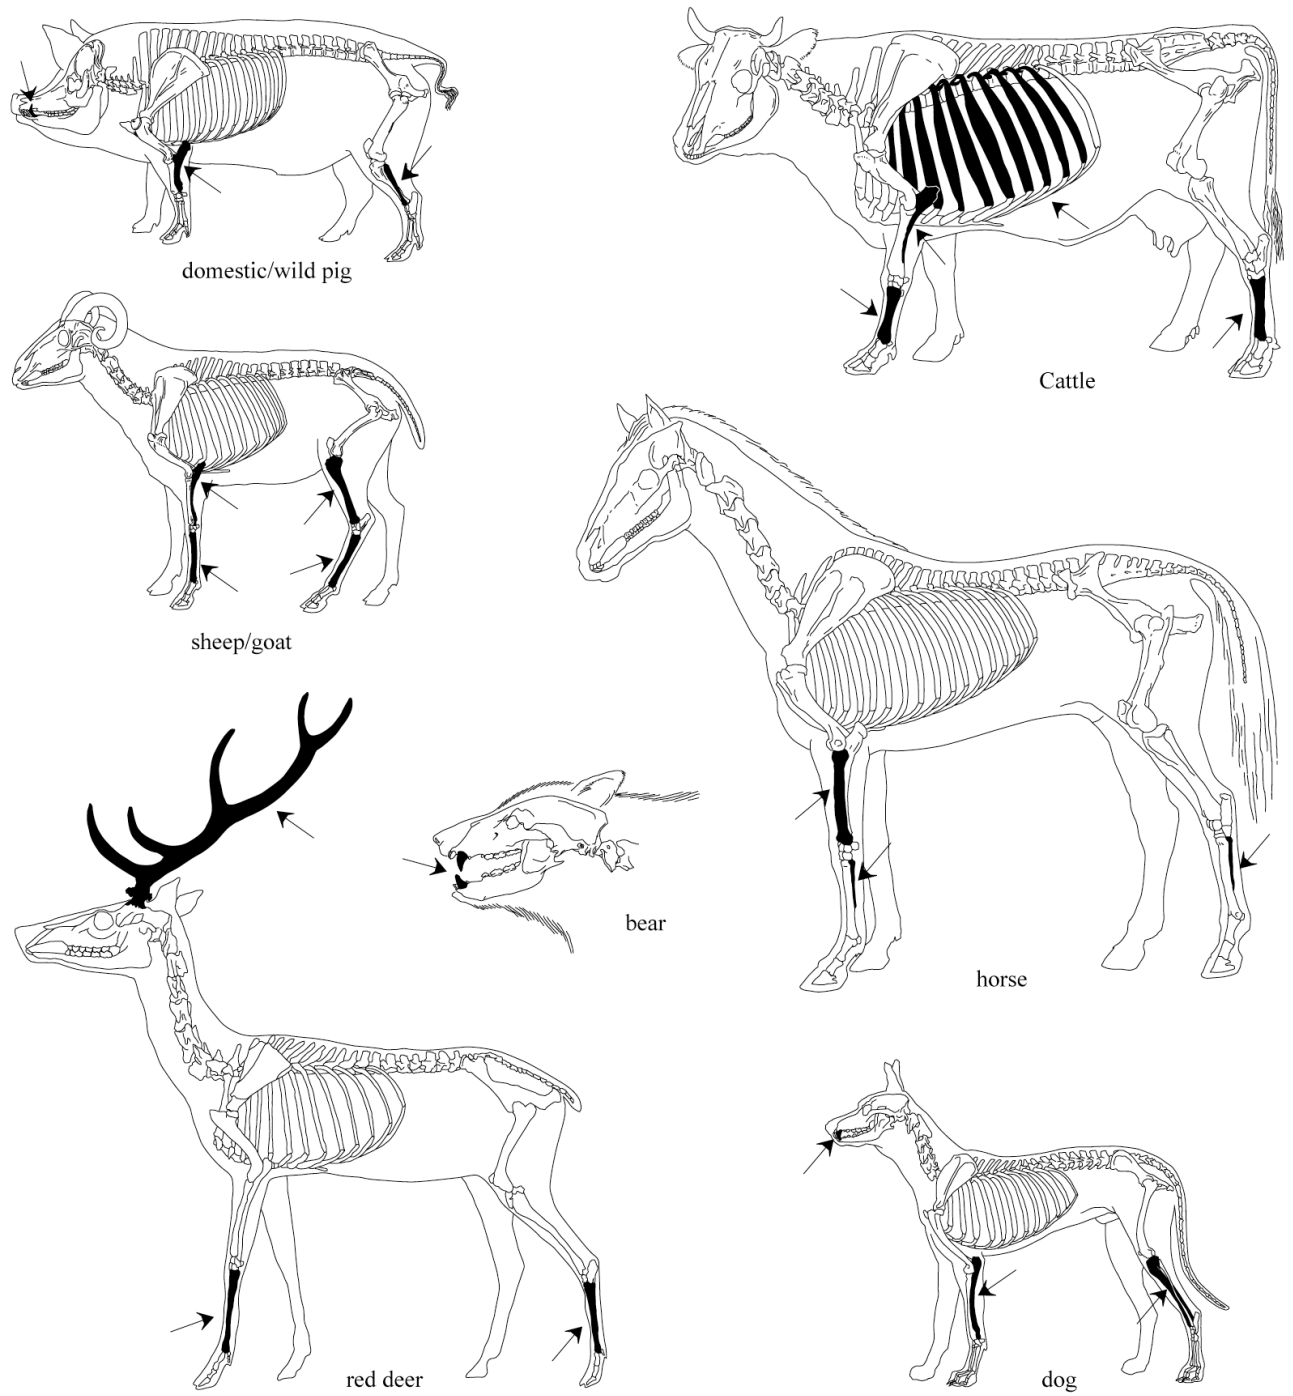 domestic/wild pig
Cattle
sheep/goat
bear
horse
red deer
dog